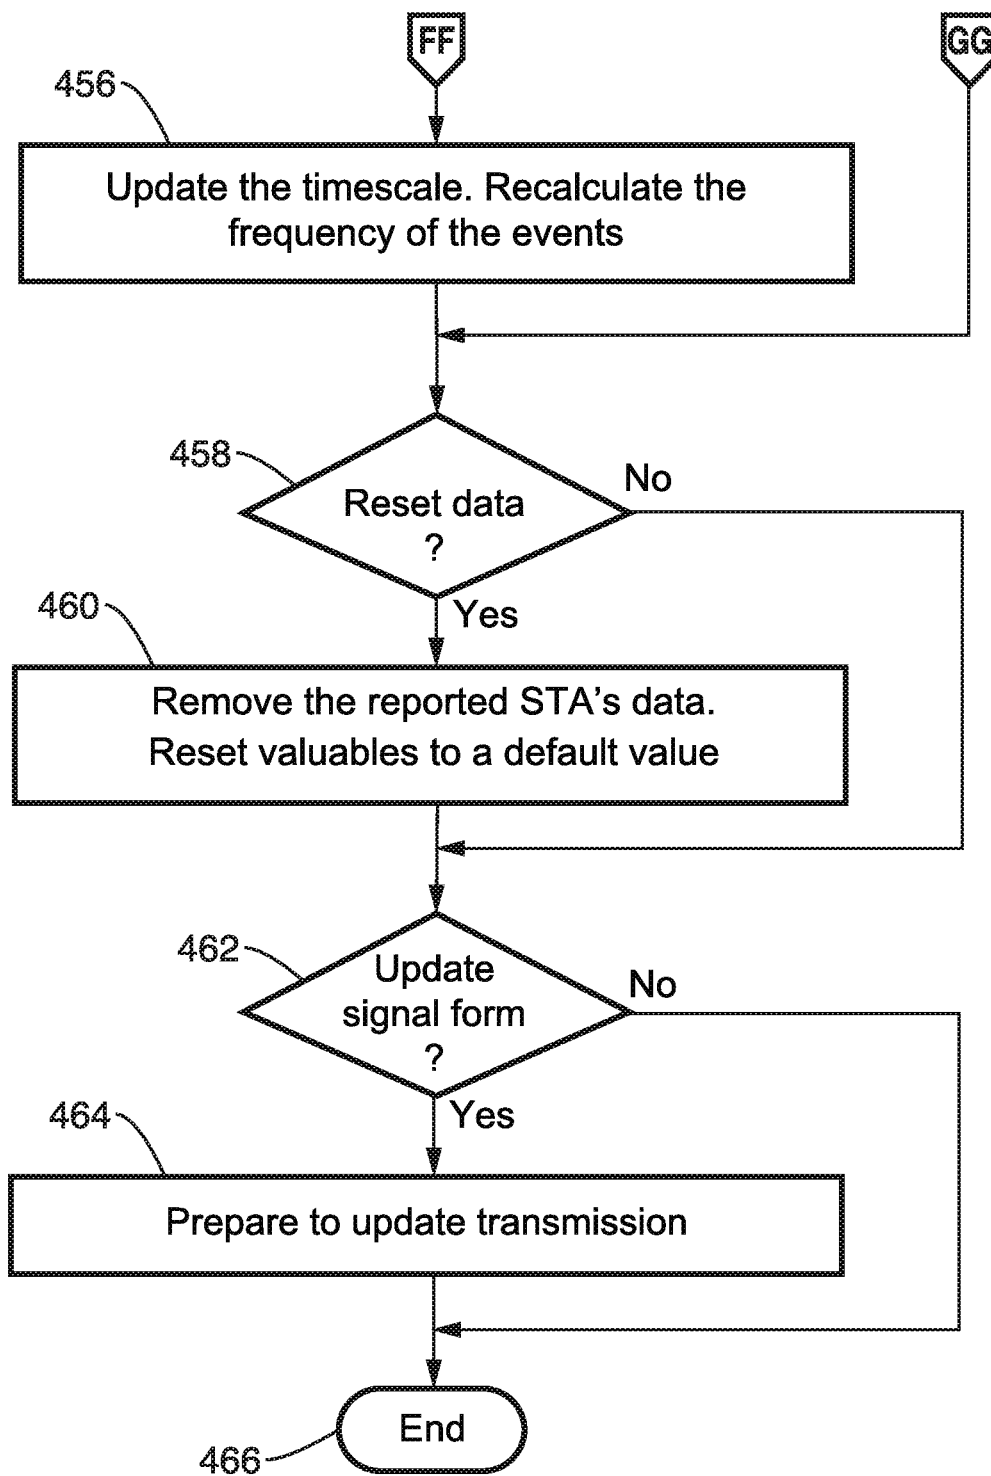 FF
GG
456
Update the timescale. Recalculate the
frequency of the events
458
No
Reset data
?
Yes
460
Remove the reported STA's data.
Reset valuables to a default value
462
Update
No
signal form
?
Yes
464
Prepare to update transmission
End
466